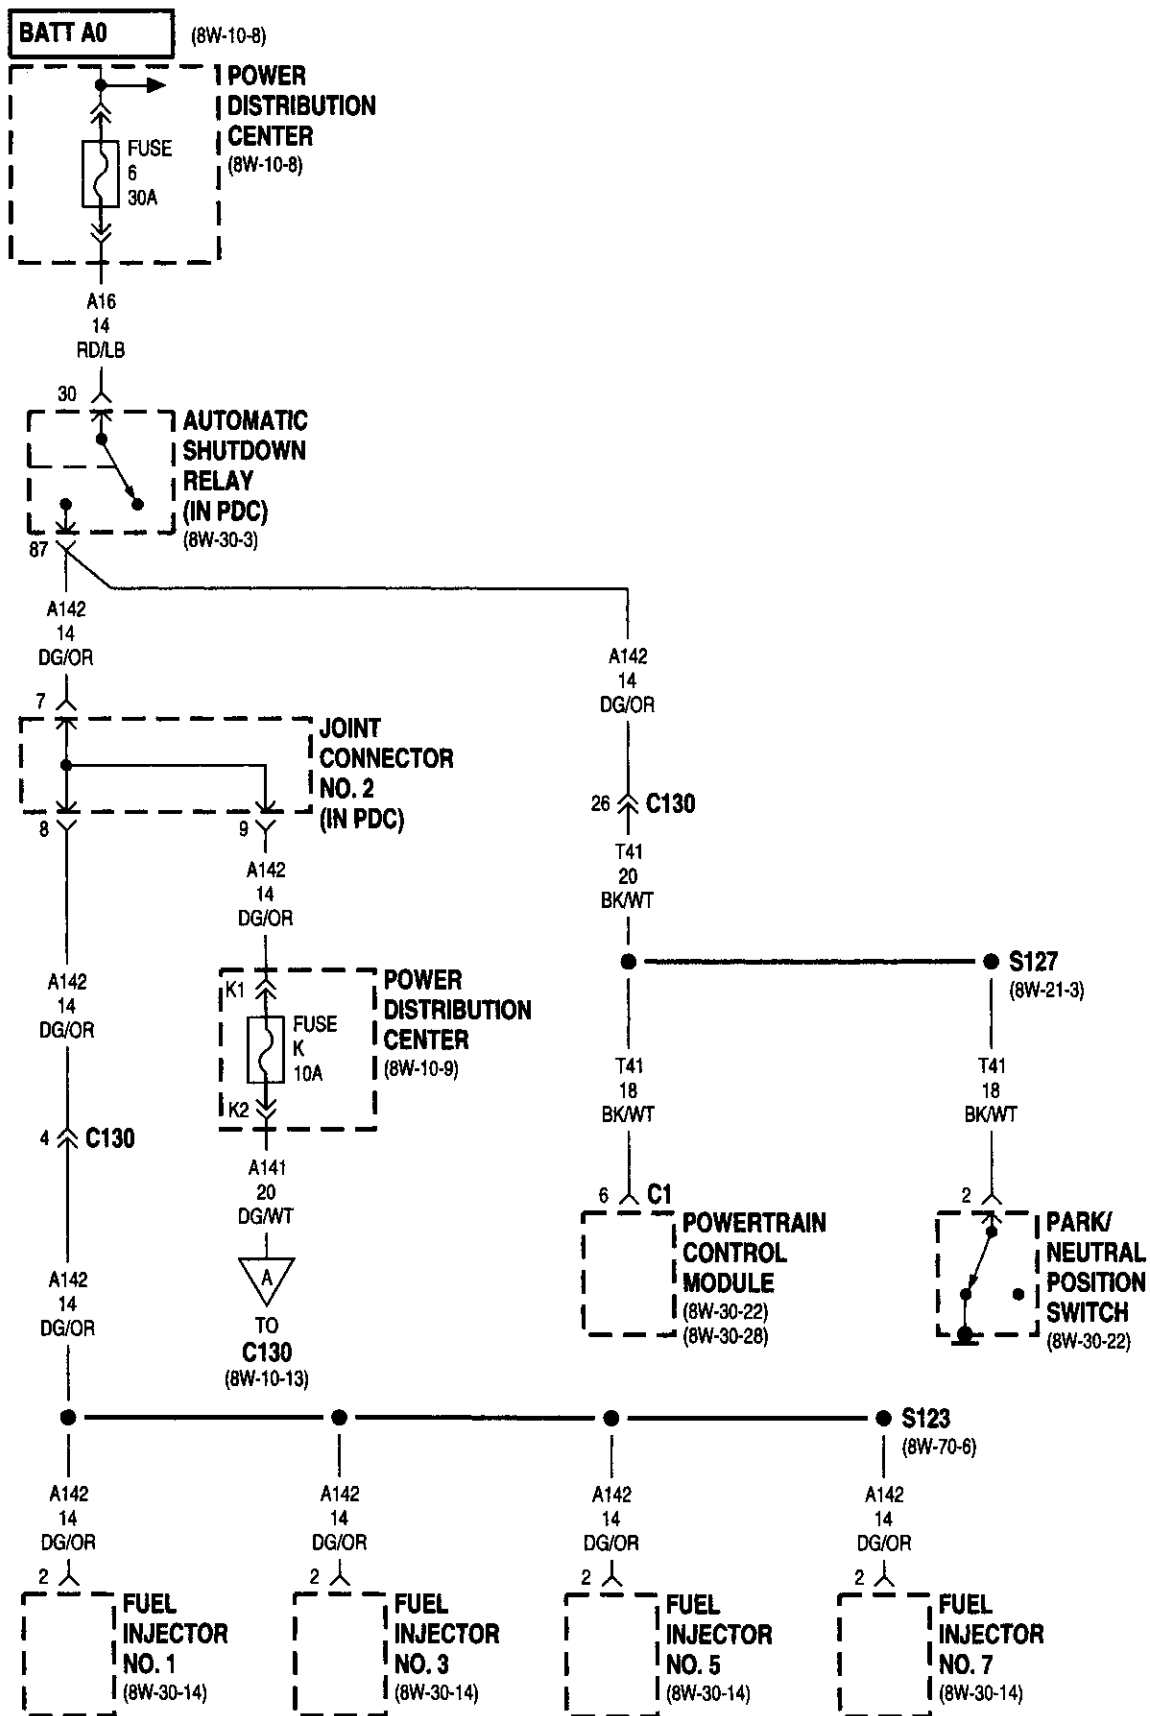 BATT A0
(8W-10-8)
POWER
DISTRIBUTION
CENTER
(8W-10-8)
FUSE
6
30A
A16
14
RD/LB
30
AUTOMATIC
SHUTDOWN
RELAY
(IN PDC)
(8W-30-3)
87
A142
14
DG/OR
A142
14
DG/OR
7
JOINT
CONNECTOR
NO. 2
(IN PDC)
8
9
26
C130
A142
14
DG/OR
T41
20
BK/WT
S127
(8W-21-3)
A142
14
DG/OR
K1
FUSE
K
10A
K2
POWER
DISTRIBUTION
CENTER
(8W-10-9)
T41
18
BK/WT
T41
18
BK/WT
4
C130
A141
20
DG/WT
A
TO
C130
(8W-10-13)
6
C1
POWERTRAIN
CONTROL
MODULE
(8W-30-22)
(8W-30-28)
2
PARK/
NEUTRAL
POSITION
SWITCH
(8W-30-22)
A142
14
DG/OR
S123
(8W-70-6)
A142
14
DG/OR
A142
14
DG/OR
A142
14
DG/OR
A142
14
DG/OR
2
FUEL
INJECTOR
NO. 1
(8W-30-14)
2
FUEL
INJECTOR
NO. 3
(8W-30-14)
2
FUEL
INJECTOR
NO. 5
(8W-30-14)
2
FUEL
INJECTOR
NO. 7
(8W-30-14)